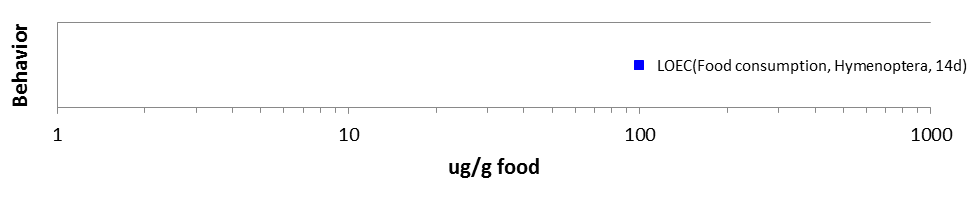 Behavior
LOEC(Food consumption, Hymenoptera, 14d)
1 10 100 1000
ug/g food